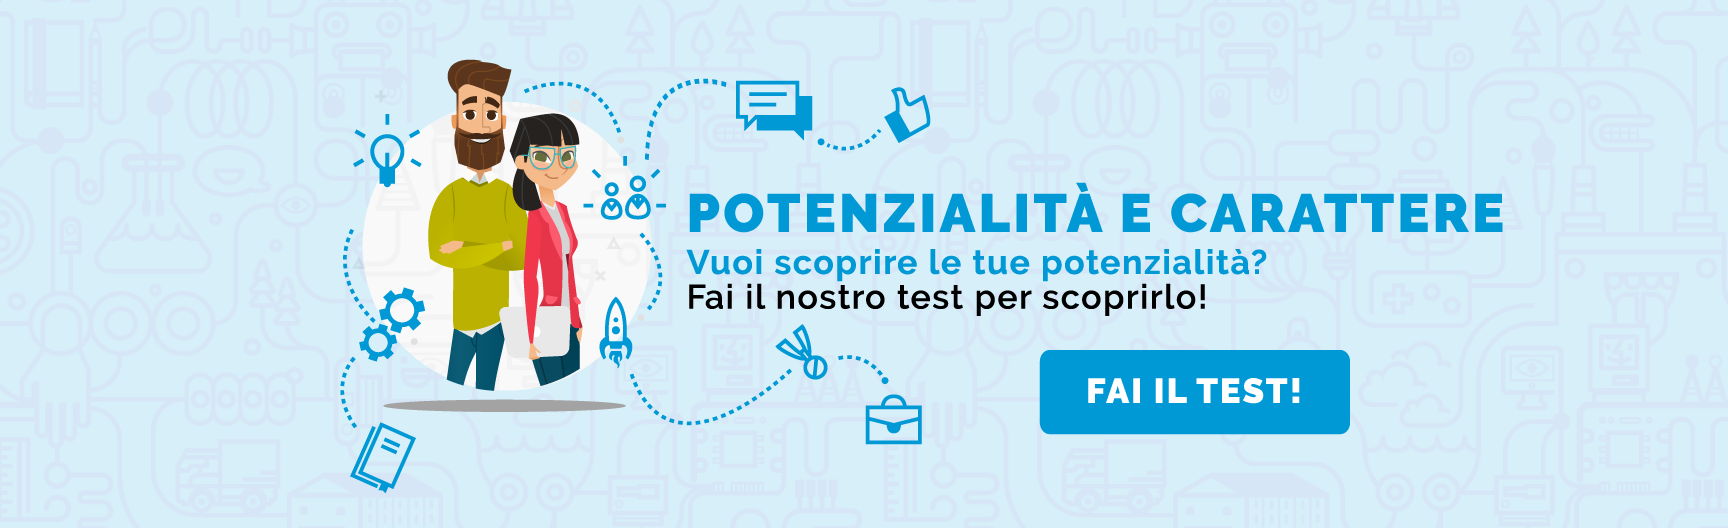 POTENZIALITÀ E CARATTERE
Vuoi scoprire le tue potenzialità?
Fai il nostro test per scoprirlo!
FAI IL TEST!